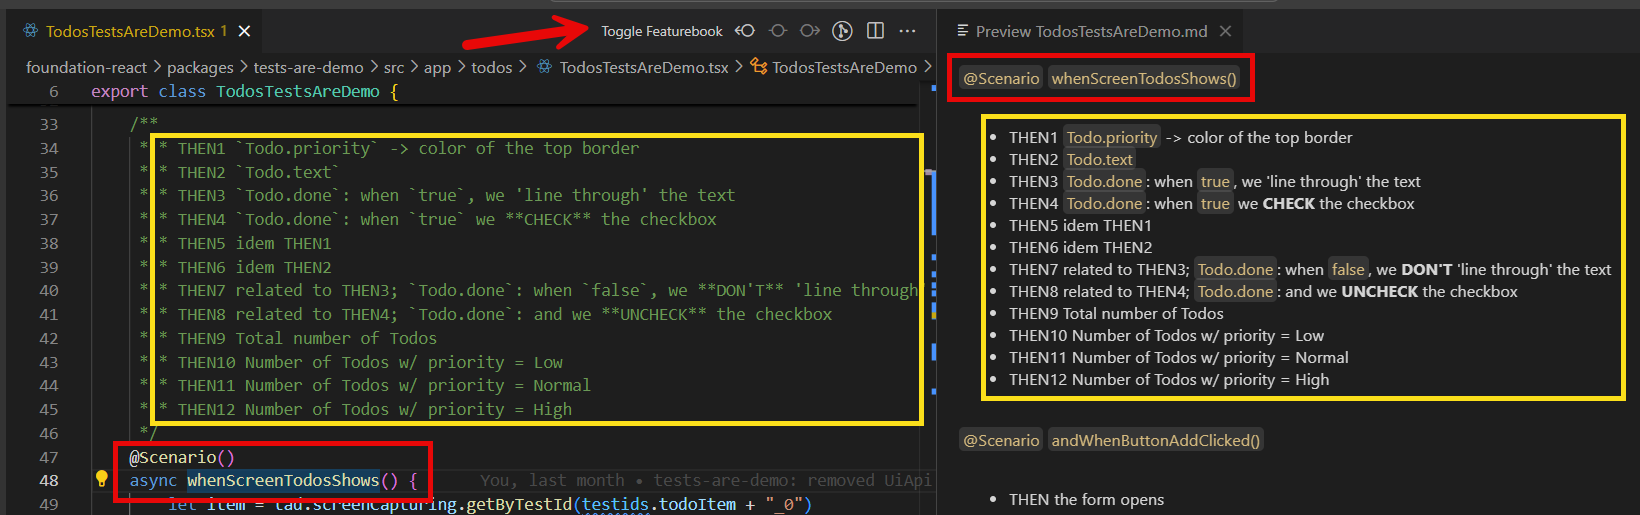 TodosTestsAreDemo.tsx 1 ×
Toggle Featurebook
foundation-react > packages > tests-are-demo > src > app > todos > TodosTestsAreDemo.tsx > TodosTestsAreDemo >
6 export class TodosTestsAreDemo {
33 /**
34 * * THEN1 `Todo.priority` -> color of the top border
35 * * THEN2 `Todo.text`
36 * * THEN3 `Todo.done`: when `true`, we 'line through' the text
37 * * THEN4 `Todo.done`: when `true` we **CHECK** the checkbox
38 * * THEN5 idem THEN1
39 * * THEN6 idem THEN2
40 * * THEN7 related to THEN3; `Todo.done`: when `false`, we **DON'T** 'line through
41 * * THEN8 related to THEN4; `Todo.done`: and we **UNCHECK** the checkbox
42 * * THEN9 Total number of Todos
43 * * THEN10 Number of Todos w/ priority = Low
44 * * THEN11 Number of Todos w/ priority = Normal
45 * * THEN12 Number of Todos w/ priority = High
46 */
47 @Scenario()
48 async whenScreenTodosShows() { You, last month • tests-are-demo: removed UiApi
49 let item = tau.screenCapturing.getByTestId(testids.todoItem + "_0")
Preview TodosTestsAreDemo.md ×
@Scenario whenScreenTodosShows()
• THEN1 Todo.priority -> color of the top border
• THEN2 Todo.text
• THEN3 Todo.done : when true , we 'line through' the text
• THEN4 Todo.done : when true we CHECK the checkbox
• THEN5 idem THEN1
• THEN6 idem THEN2
• THEN7 related to THEN3; Todo.done : when false , we DON'T 'line through' the text
• THEN8 related to THEN4; Todo.done : and we UNCHECK the checkbox
• THEN9 Total number of Todos
• THEN10 Number of Todos w/ priority = Low
• THEN11 Number of Todos w/ priority = Normal
• THEN12 Number of Todos w/ priority = High
@Scenario andWhenButtonAddClicked()
• THEN the form opens